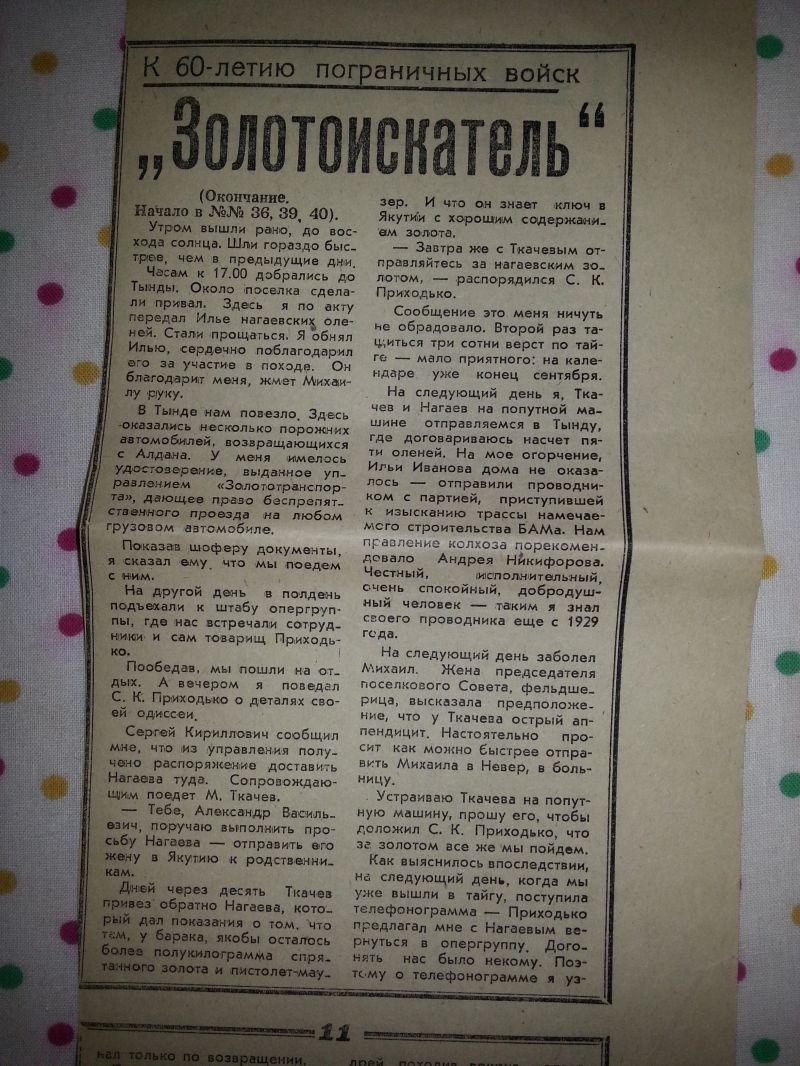 К 60-летию пограничных войск
„Золотоискатель“
(Окончание.
Начало в №№ 36, 39, 40).
Утром вышли рано, до вос-
хода солнца. Шли гораздо быс-
трее, чем в предыдущие дни.
Часам к 17.00 добрались до
Тынды. Около поселка сдела-
ли привал. Здесь я по акту
передал Илье нагаевских оле-
ней. Стали прощаться. Я обнял
Илью, сердечно поблагодарил
его за участие в походе. Он
благодарит меня, жмет Михаи-
лу руку.
В Тынде нам повезло. Здесь
оказались несколько порожних
автомобилей, возвращающихся
с Алдана. У меня имелось
удостоверение, выданное уп-
равлением «Золототранспор-
та», дающее право беспрепят-
ственного проезда на любом
грузовом автомобиле.
Показав шоферу документы,
я сказал ему, что мы поедем
с ним.
На другой день в полдень
подъехали к штабу опергруп-
пы, где нас встречали сотруд-
ники и сам товарищ Приходь-
ко.
Пообедав, мы пошли на от-
дых. А вечером я поведал
С. К. Приходько о деталях сво-
ей одиссеи.
Сергей Кириллович сообщил
мне, что из управления полу-
чено распоряжение доставить
Нагаева туда. Сопровождаю-
щим поедет М. Ткачев.
— Тебе, Александр Василь-
евич, поручаю выполнить про-
сьбу Нагаева — отправить его
жену в Якутию к родственни-
кам.
Дней через десять Ткачев
привез обратно Нагаева, кото-
рый дал показания о том, что
там, у барака, якобы осталось
более полукилограмма спря-
танного золота и пистолет-мау-
зер. И что он знает ключ в
Якутии с хорошим содержани-
ем золота.
— Завтра же с Ткачевым от-
правляйтесь за нагаевским зо-
лотом, — распорядился С. К.
Приходько.
Сообщение это меня ничуть
не обрадовало. Второй раз та-
щиться три сотни верст по тай-
ге — мало приятного: на кале-
ндаре уже конец сентября.
На следующий день я, Тка-
чев и Нагаев на попутной ма-
шине отправляемся в Тынду,
где договариваюсь насчет пя-
ти оленей. На мое огорчение,
Ильи Иванова дома не оказа-
лось — отправили проводни-
ком с партией, приступившей
к изысканию трассы намечае-
мого строительства БАМа. Нам
правление колхоза порекомен-
довало Андрея Никифорова.
Честный, исполнительный,
очень спокойный, добродуш-
ный человек — таким я знал
своего проводника еще с 1929
года.
На следующий день заболел
Михаил. Жена председателя
поселкового Совета, фельдше-
рица, высказала предположе-
ние, что у Ткачева острый ап-
пендицит. Настоятельно про-
сит как можно быстрее отпра-
вить Михаила в Невер, в боль-
ницу.
Устраиваю Ткачева на попут-
ную машину, прошу его, чтобы
доложил С. К. Приходько, что
за золотом все же мы пойдем.
Как выяснилось впоследствии,
на следующий день, когда мы
уже вышли в тайгу, поступила
телефонограмма — Приходько
предлагал мне с Нагаевым ве-
рнуться в опергруппу. Дого-
нять нас было некому. Поэ-
тому о телефонограмме я уз-
11
нал только по возвращении.